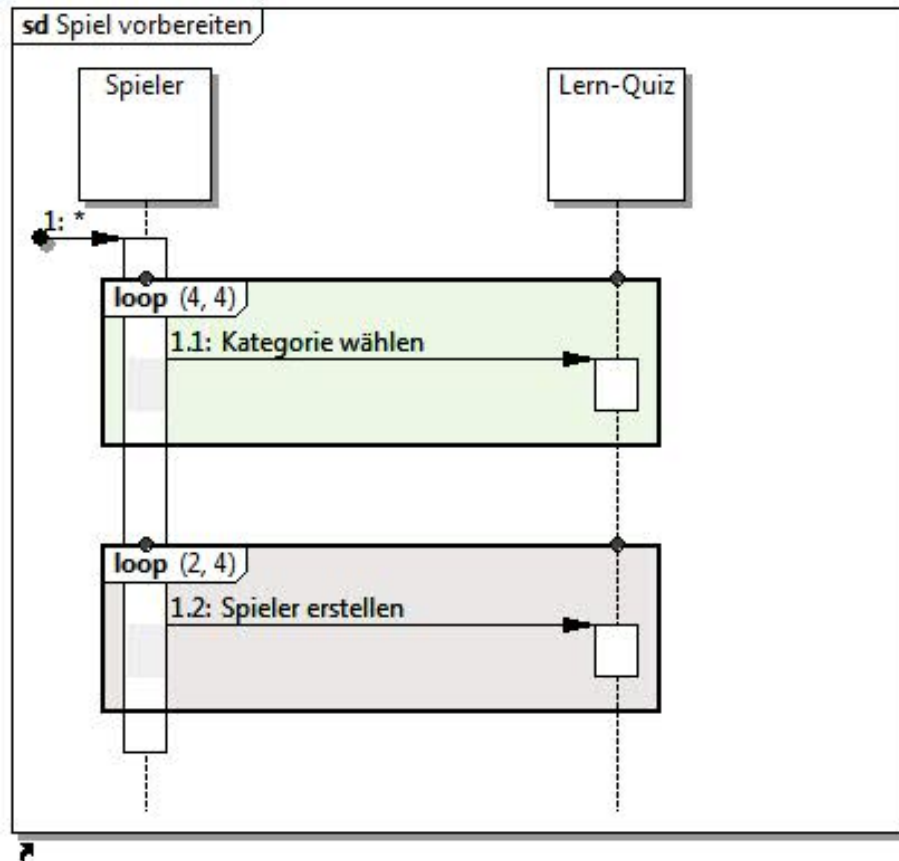 sd Spiel vorbereiten
Spieler
Lern-Quiz
1: *
loop (4, 4)
1.1: Kategorie wählen
loop (2, 4)
1.2: Spieler erstellen